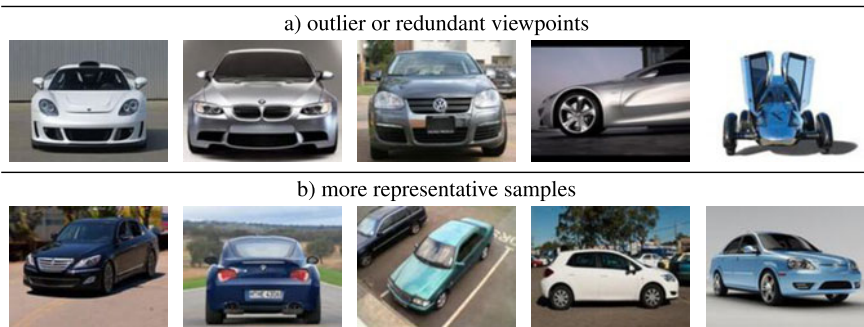 a) outlier or redundant viewpoints
b) more representative samples